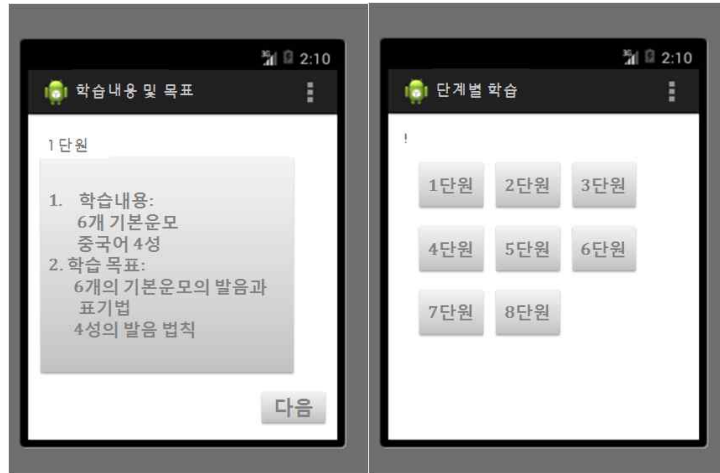 3G 2:10
학습내용 및 목표
1단원
1. 학습내용:
6개 기본운모
중국어 4성
2. 학습 목표:
6개의 기본운모의 발음과
표기법
4성의 발음 법칙
다음
3G 2:10
단계별 학습
!
1단원 2단원 3단원
4단원 5단원 6단원
7단원 8단원